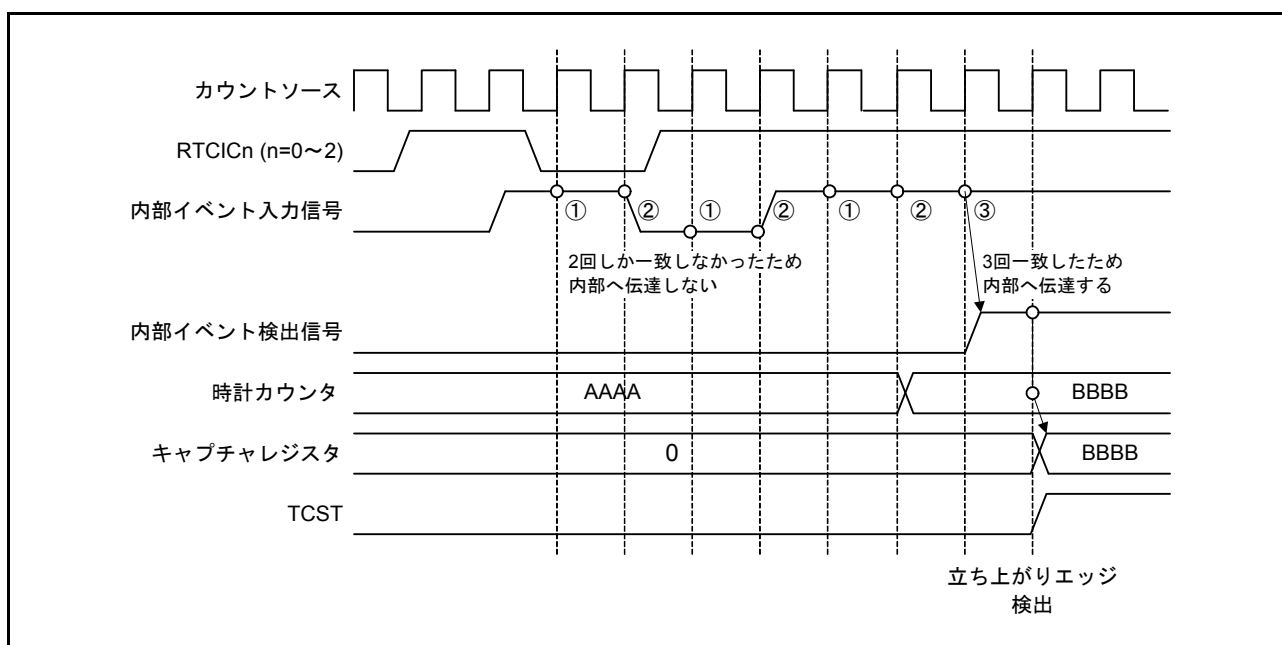 カウントソース
RTCICn (n=0～2)
内部イベント入力信号
① ② ① ② ① ② ③
2回しか一致しなかったため
内部へ伝達しない
3回一致したため
内部へ伝達する
内部イベント検出信号
時計カウンタ AAAA BBBB
キャプチャレジスタ 0 BBBB
TCST
立ち上がりエッジ
検出